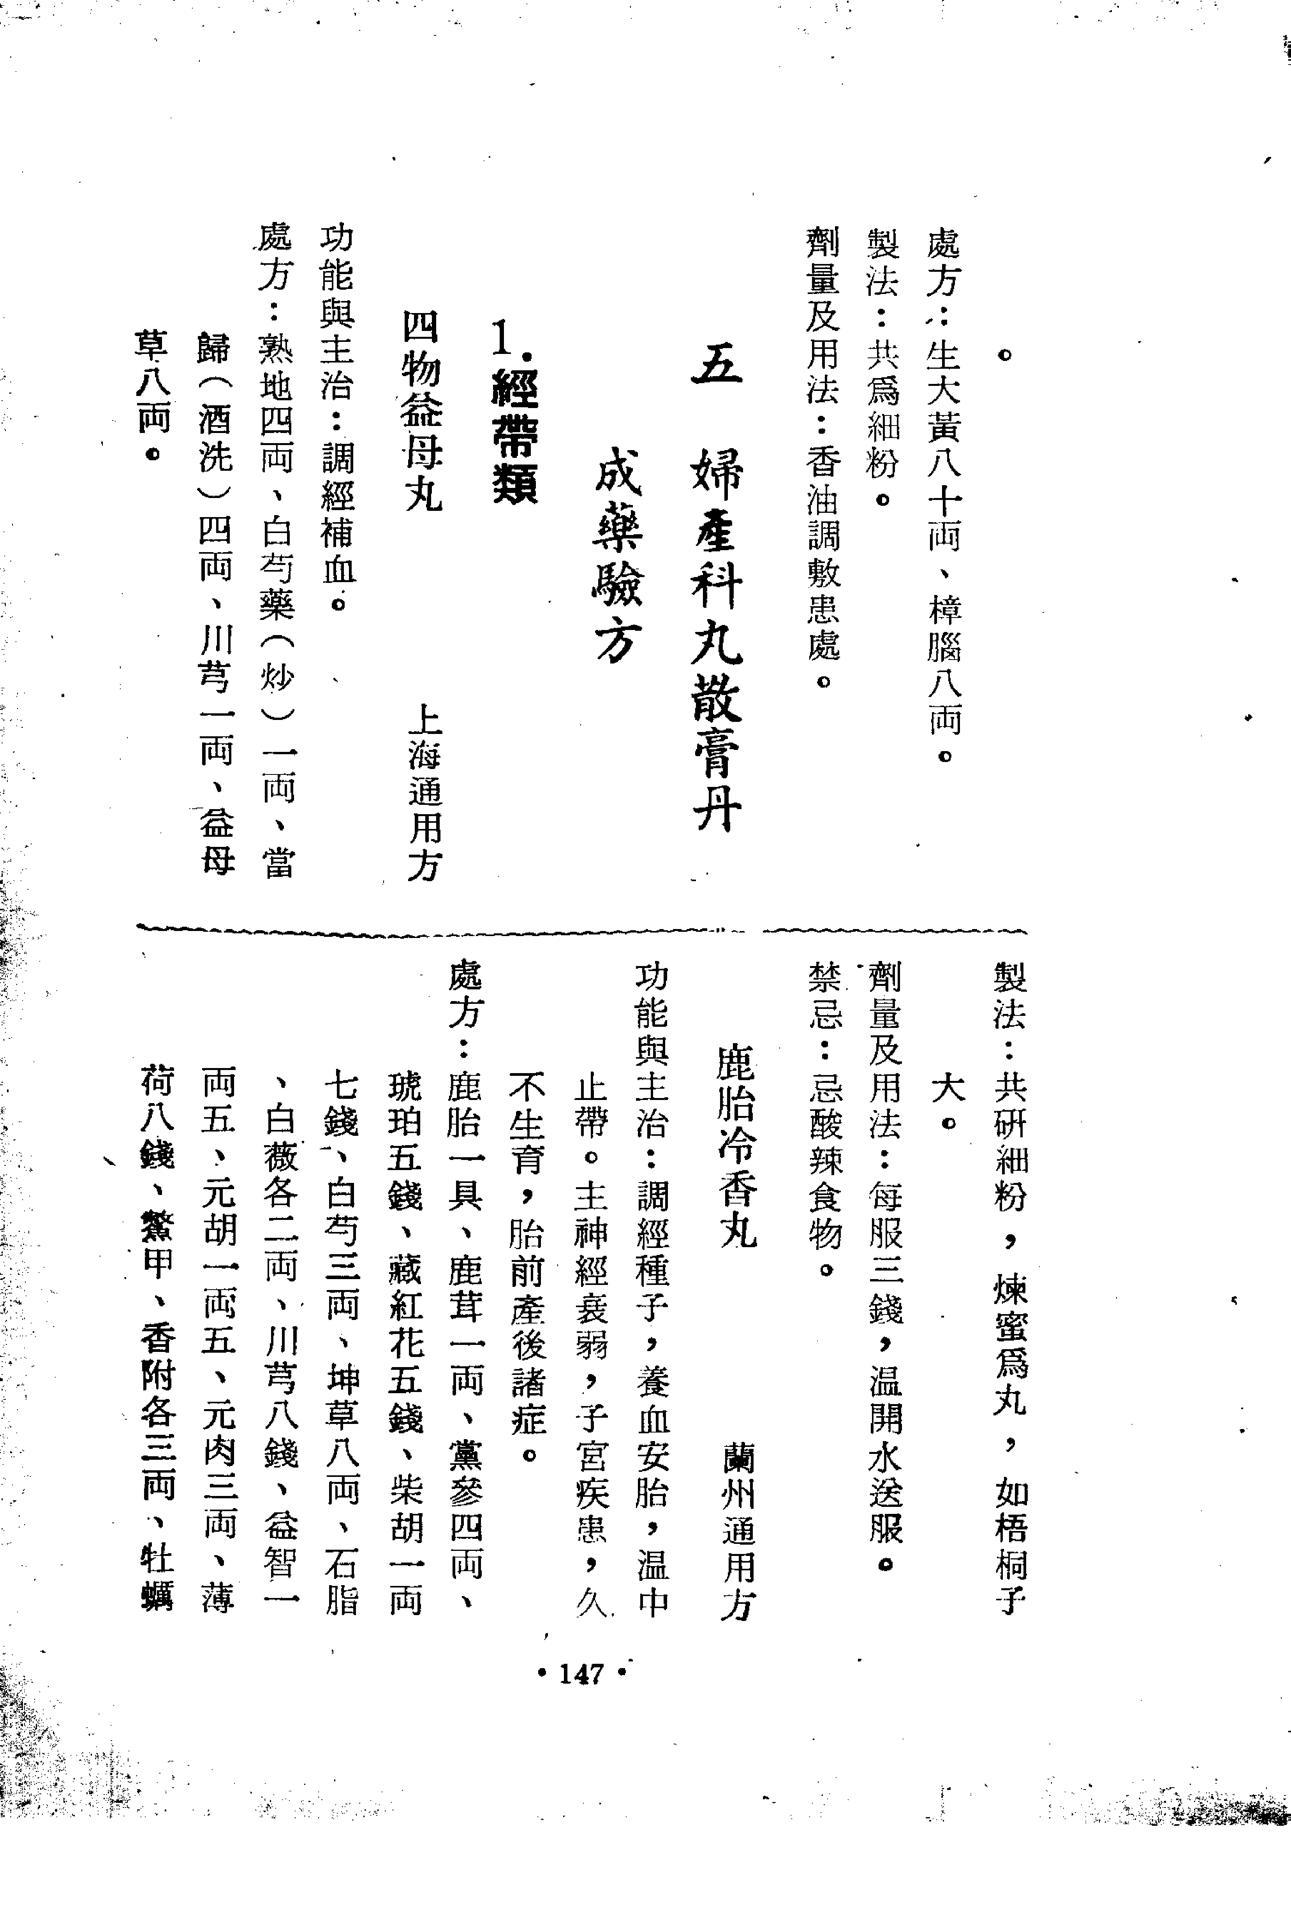 。
處方：生大黃八十両、樟腦八両。
製法：共爲細粉。
劑量及用法：香油調敷患處。
五　婦產科丸散膏丹
成藥驗方
1.經帶類
四物益母丸　　上海通用方
功能與主治：調經補血。
處方：熟地四両、白芍藥（炒）一両、當
歸（酒洗）四両、川芎一両、益母
草八両。
製法：共研細粉，煉蜜爲丸，如梧桐子
大。
劑量及用法：每服三錢，温開水送服。
禁忌：忌酸辣食物。
鹿胎冷香丸　　蘭州通用方
功能與主治：調經種子，養血安胎，温中
止帶。主神經衰弱，子宮疾患，久
不生育，胎前產後諸症。
處方：鹿胎一具、鹿茸一両、黨參四両、
琥珀五錢、藏紅花五錢、柴胡一両
七錢、白芍三両、坤草八両、石脂
、白薇各二両、川芎八錢、益智一
両五、元胡一両五、元肉三両、薄
荷八錢、鱉甲、香附各三両、牡蠣
·147·